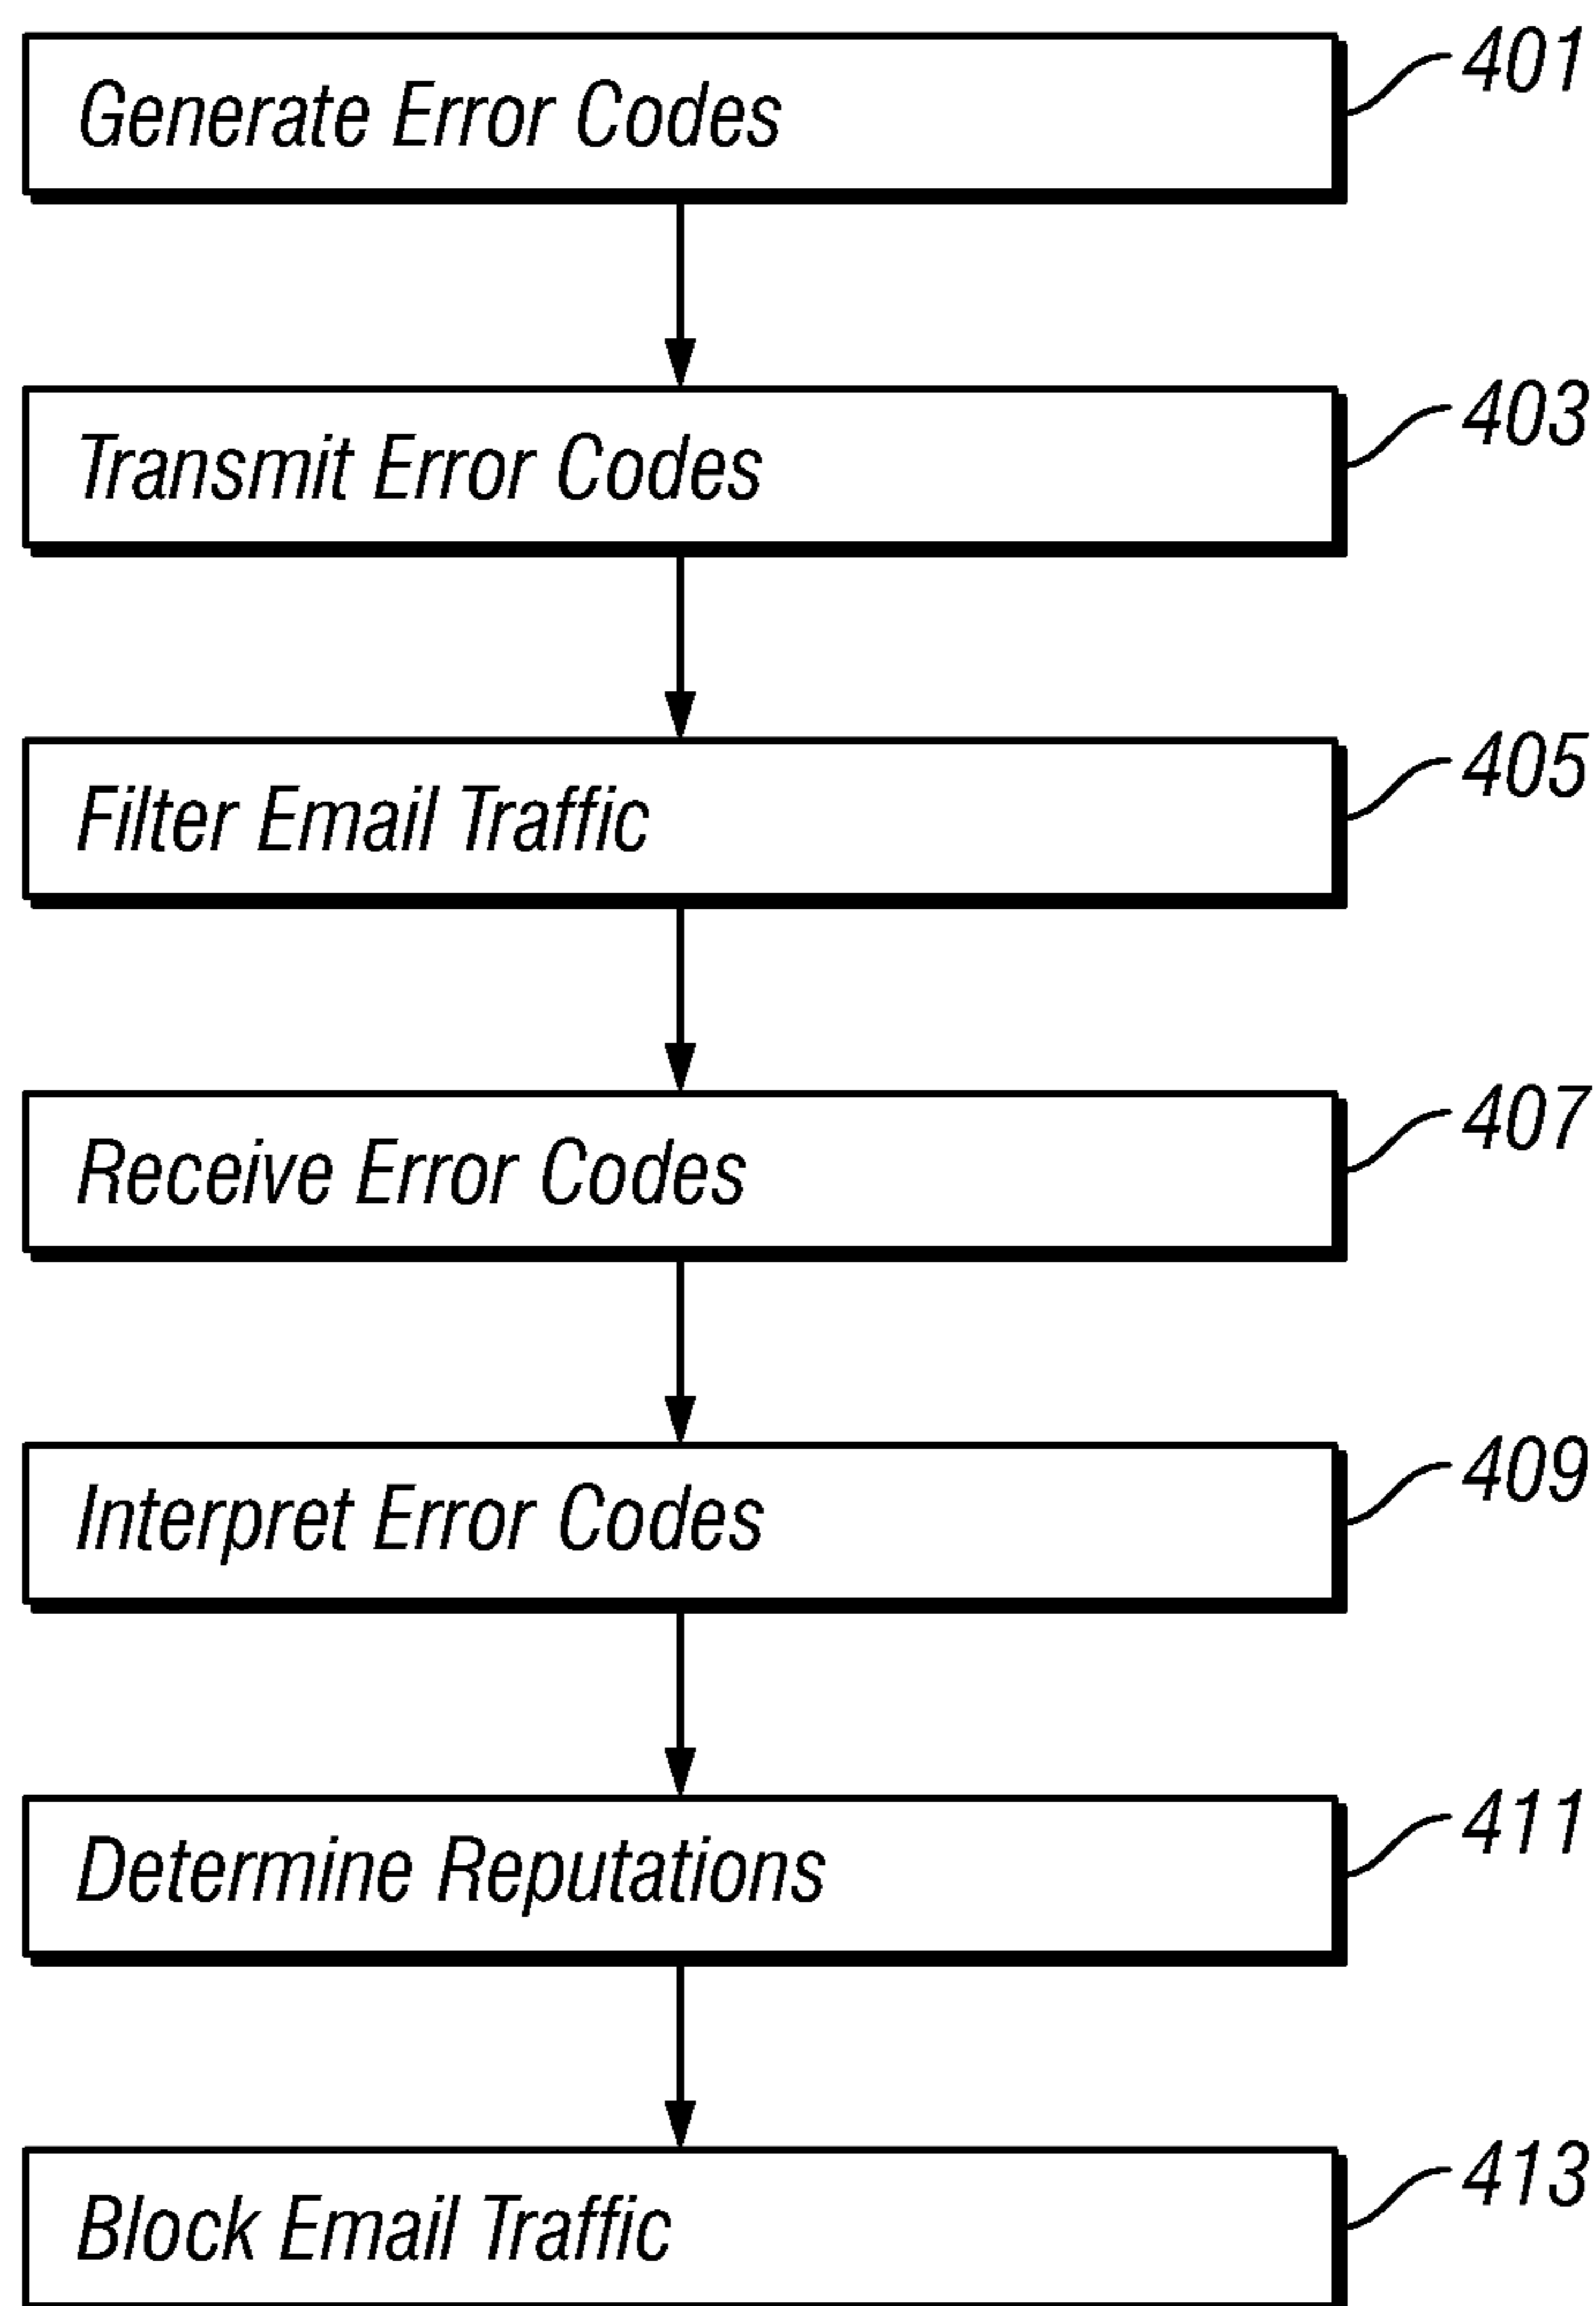 Generate Error Codes 401
Transmit Error Codes 403
Filter Email Traffic 405
Receive Error Codes 407
Interpret Error Codes 409
Determine Reputations 411
Block Email Traffic 413